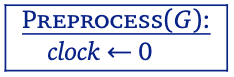 PREPROCESS(G):
clock ← 0